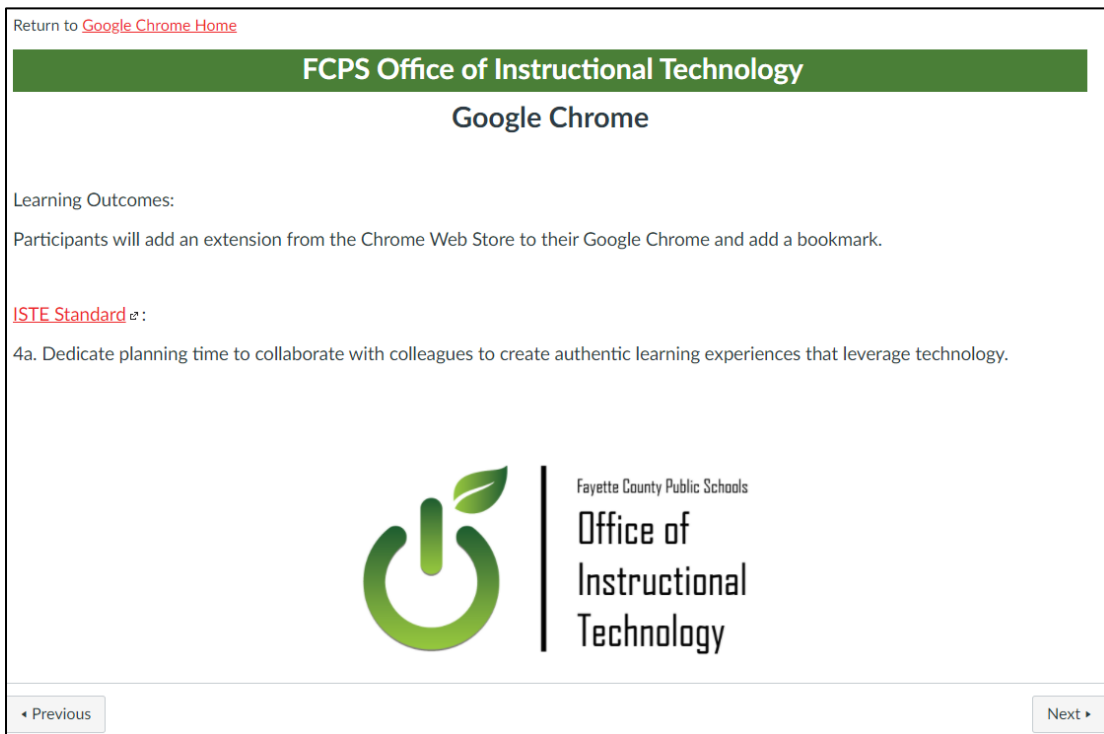 Return to Google Chrome Home
FCPS Office of Instructional Technology
Google Chrome
Learning Outcomes:
Participants will add an extension from the Chrome Web Store to their Google Chrome and add a bookmark.
ISTE Standard :
4a. Dedicate planning time to collaborate with colleagues to create authentic learning experiences that leverage technology.
Fayette County Public Schools
Office of
Instructional
Technology
Previous
Next